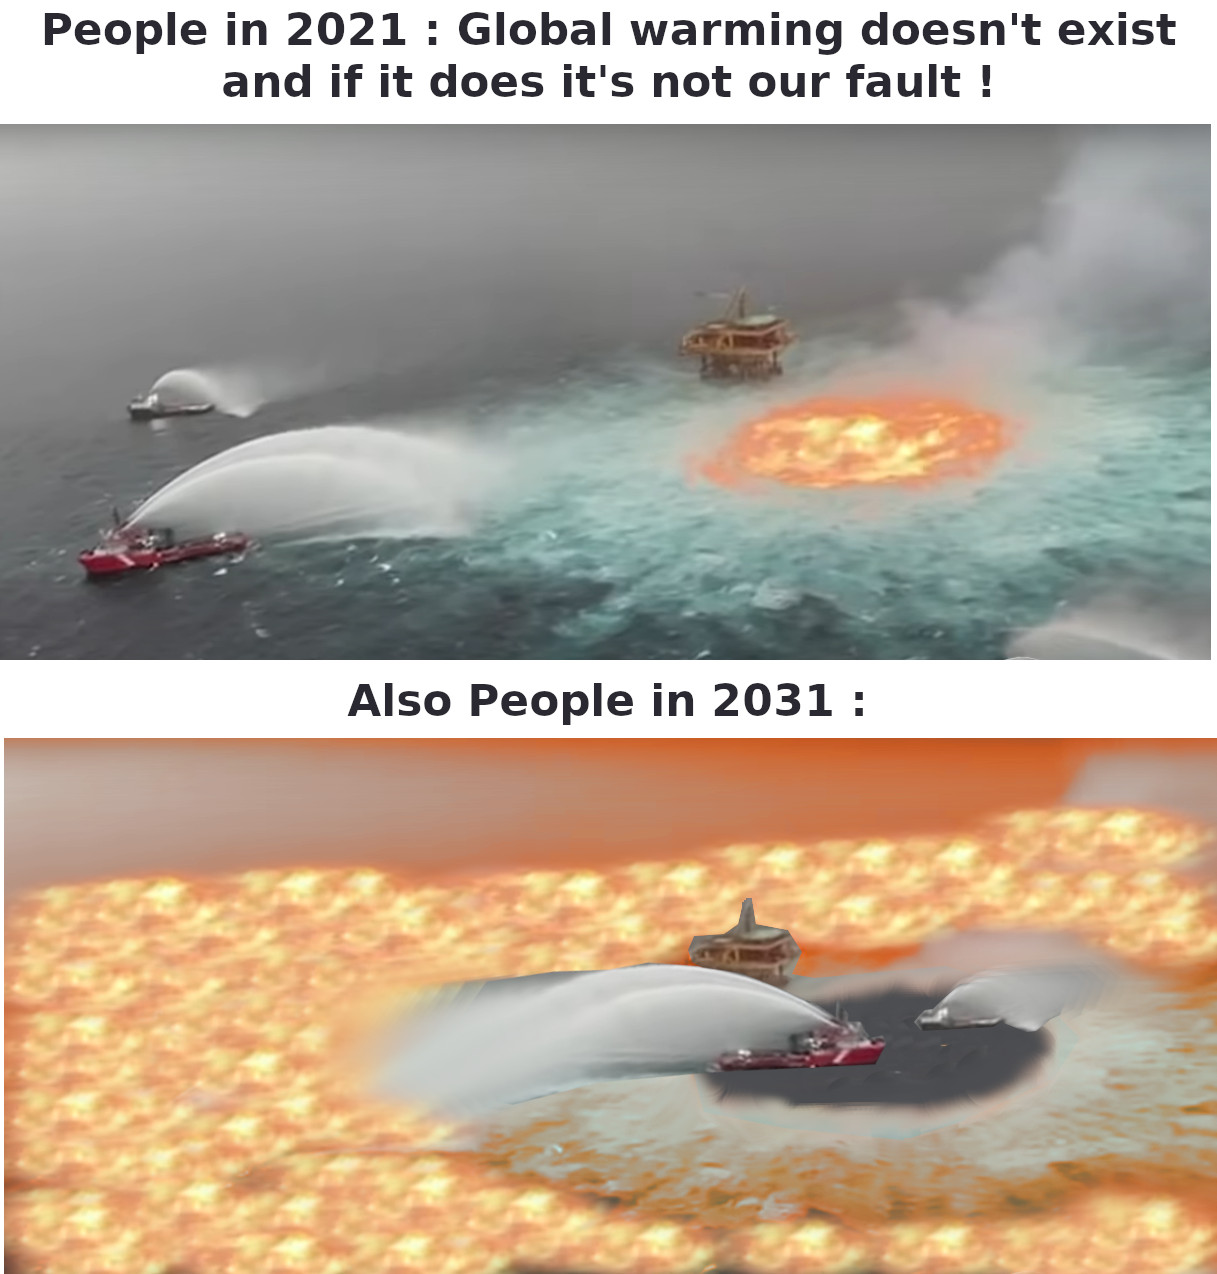 People in 2021 : Global warming doesn't exist
and if it does it's not our fault !
Also People in 2031 :